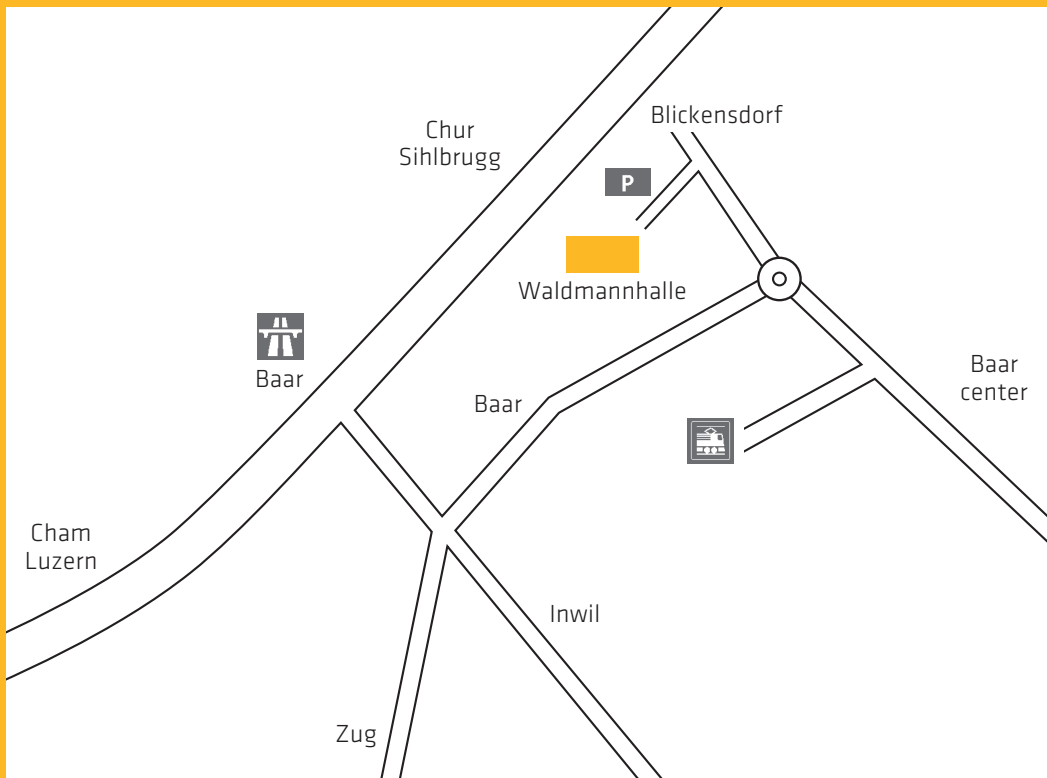 Blickensdorf
Chur
Sihlbrugg
P
Waldmannhalle
Baar
Baar
Baar
center
Cham
Luzern
Inwil
Zug